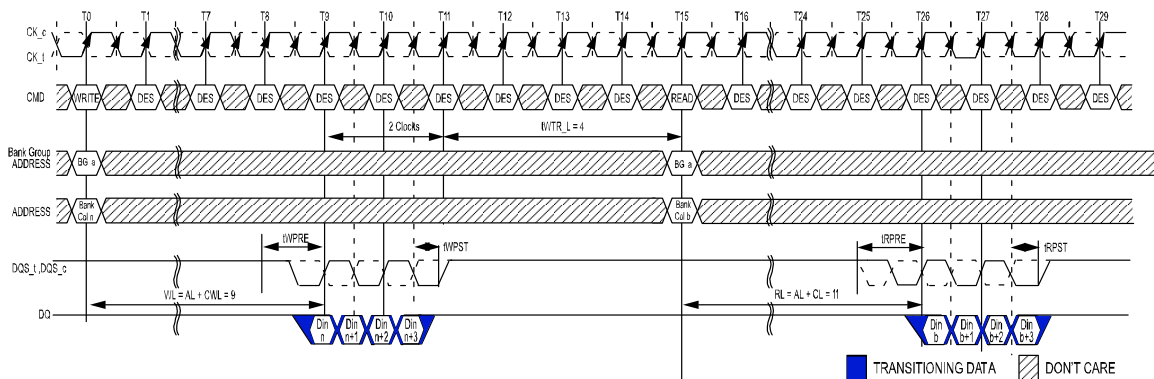 T0 T1 T7 T8 T9 T10 T11 T12 T13 T14 T15 T16 T24 T25 T26 T27 T28 T29
CK_c
CK_t
CMD WRITE DES DES DES DES DES DES DES DES DES READ DES DES DES DES DES DES DES
2 Clocks tWTR_L = 4
Bank Group
ADDRESS BG a BG a
ADDRESS Bank Col n Bank Col b
tWPRE tWPST tRPRE tRPST
DQS_t ,DQS_c
WL = AL + CWL = 9 RL = AL + CL = 11
DQ Din n Din n+1 Din n+2 Din n+3 Din b Din b+1 Din b+2 Din b+3
TRANSITIONING DATA DON'T CARE